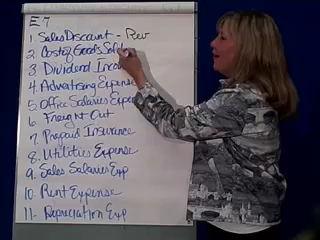 E7
1 Sales Discount - Rev
2. Cost of Goods Sold
3 Dividend Income
4. Advertising Expense
5 Office Salaries Expense
6. Freight Out
7. Prepaid Insurance
8. Utilities Expense
9. Sales Salaries Exp
10. Rent Expense
11. Depreciation Exp